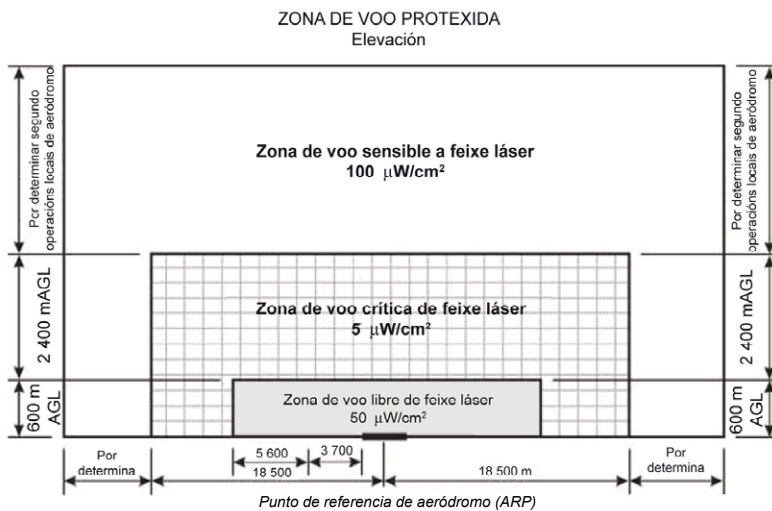 ZONA DE VOO PROTEXIDA
Elevación
Por determinar segundo
operacións locais de aeródromo
Zona de voo sensible a feixe láser
100 μW/cm²
Por determinar segundo
operacións locais de aeródromo
2 400 mAGL
Zona de voo crítica de feixe láser
5 μW/cm²
2 400 mAGL
600 m
AGL
Zona de voo libre de feixe láser
50 μW/cm²
600 m
AGL
Por
determina
5 600
3 700
18 500
18 500 m
Por
determina
Punto de referencia de aeródromo (ARP)